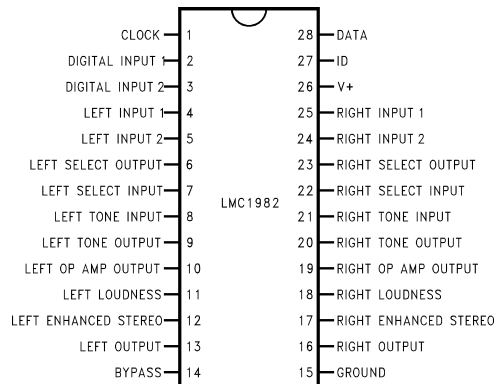 CLOCK 1 28 DATA
DIGITAL INPUT 1 2 27 ID
DIGITAL INPUT 2 3 26 V+
LEFT INPUT 1 4 25 RIGHT INPUT 1
LEFT INPUT 2 5 24 RIGHT INPUT 2
LEFT SELECT OUTPUT 6 23 RIGHT SELECT OUTPUT
LEFT SELECT INPUT 7 22 RIGHT SELECT INPUT
LMC1982
LEFT TONE INPUT 8 21 RIGHT TONE INPUT
LEFT TONE OUTPUT 9 20 RIGHT TONE OUTPUT
LEFT OP AMP OUTPUT 10 19 RIGHT OP AMP OUTPUT
LEFT LOUDNESS 11 18 RIGHT LOUDNESS
LEFT ENHANCED STEREO 12 17 RIGHT ENHANCED STEREO
LEFT OUTPUT 13 16 RIGHT OUTPUT
BYPASS 14 15 GROUND